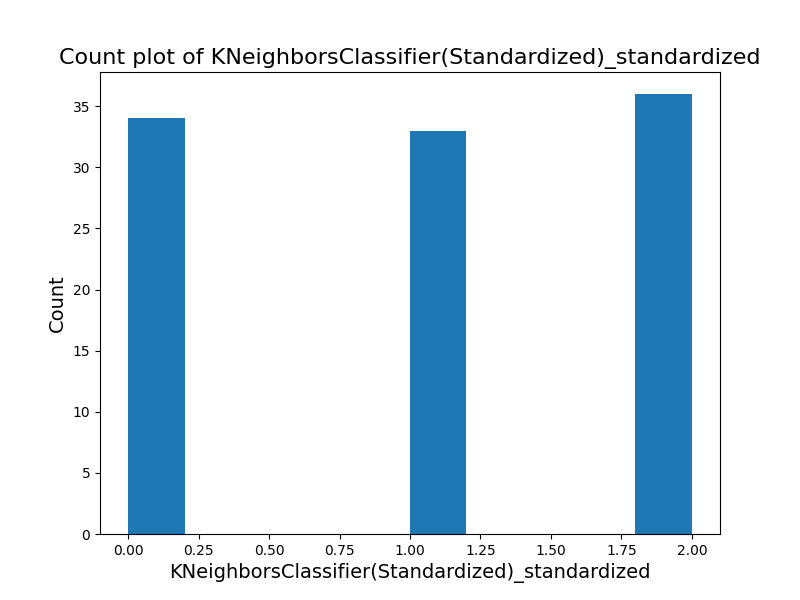 Count plot of KNeighborsClassifier(Standardized)_standardized
Count
35
30
25
20
15
10
5
0
0.00 0.25 0.50 0.75 1.00 1.25 1.50 1.75 2.00
KNeighborsClassifier(Standardized)_standardized